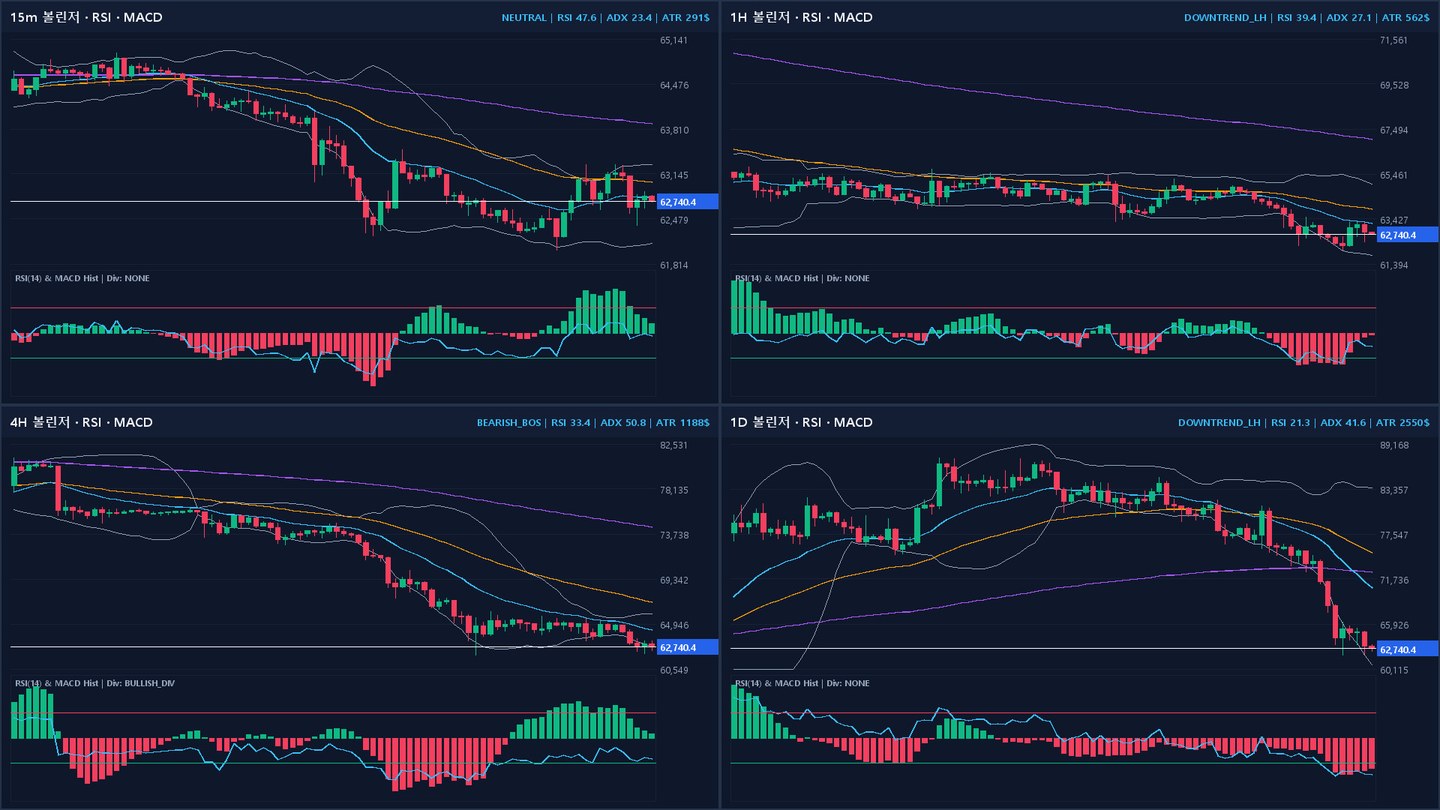 15m 볼린저 · RSI · MACD
NEUTRAL | RSI 47.6 | ADX 23.4 | ATR 291$
65,141
64,476
63,810
63,145
62,740.4
62,479
61,814
RSI(14) & MACD Hist | Div: NONE
1H 볼린저 · RSI · MACD
DOWNTREND_LH | RSI 39.4 | ADX 27.1 | ATR 562$
71,561
69,528
67,494
65,461
63,427
62,740.4
61,394
RSI(14) & MACD Hist | Div: NONE
4H 볼린저 · RSI · MACD
BEARISH_BOS | RSI 33.4 | ADX 50.8 | ATR 1188$
82,531
78,135
73,738
69,342
64,946
62,740.4
60,549
RSI(14) & MACD Hist | Div: BULLISH_DIV
1D 볼린저 · RSI · MACD
DOWNTREND_LH | RSI 21.3 | ADX 41.6 | ATR 2550$
89,168
83,357
77,547
71,736
65,926
62,740.4
60,115
RSI(14) & MACD Hist | Div: NONE